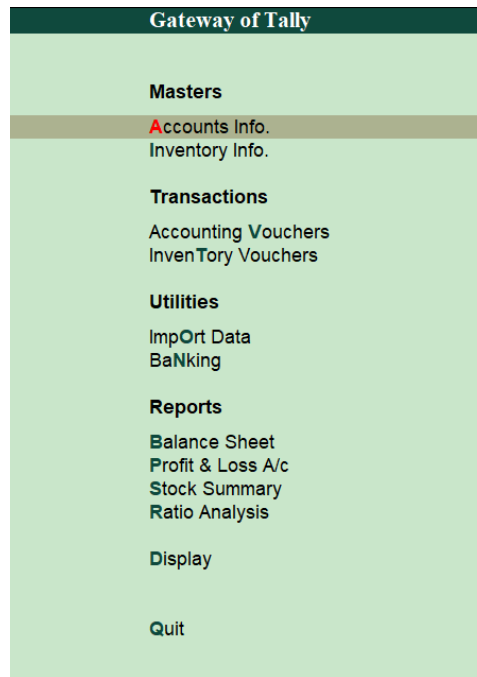 Gateway of Tally
Masters
Accounts Info.
Inventory Info.
Transactions
Accounting Vouchers
InvenTory Vouchers
Utilities
ImpOrt Data
BaNking
Reports
Balance Sheet
Profit & Loss A/c
Stock Summary
Ratio Analysis
Display
Quit